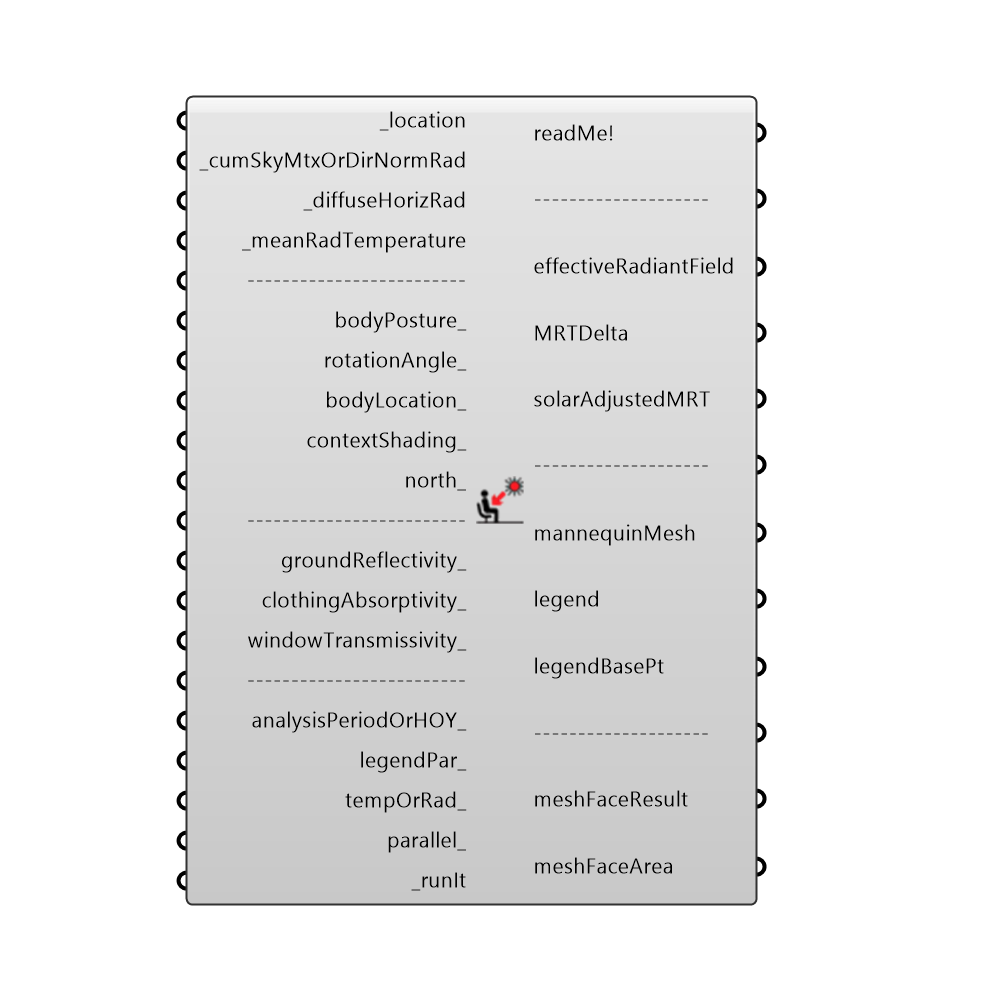 _location
_cumSkyMtxOrDirNormRad
_diffuseHorizRad
_meanRadTemperature
------------------------
bodyPosture_
rotationAngle_
bodyLocation_
contextShading_
north_
------------------------
groundReflectivity_
clothingAbsorptivity_
windowTransmissivity_
------------------------
analysisPeriodOrHOY_
legendPar_
tempOrRad_
parallel_
_runIt
readMe!
-------------------
effectiveRadiantField
MRTDelta
solarAdjustedMRT
-------------------
mannequinMesh
legend
legendBasePt
-------------------
meshFaceResult
meshFaceArea